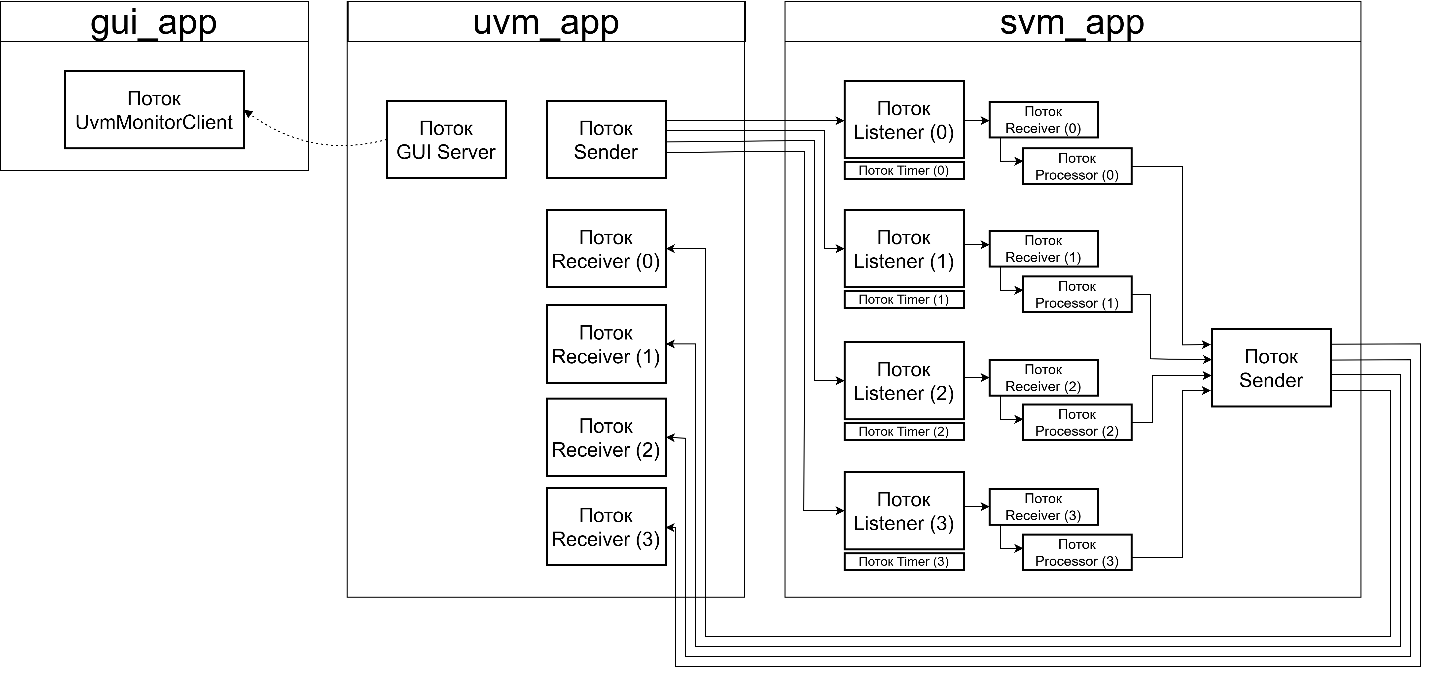 gui_app
Поток
UvmMonitorClient
uvm_app
Поток
GUI Server
Поток
Sender
Поток
Receiver (0)
Поток
Receiver (1)
Поток
Receiver (2)
Поток
Receiver (3)
svm_app
Поток
Listener (0)
Поток Timer (0)
Поток
Receiver (0)
Поток
Processor (0)
Поток
Listener (1)
Поток Timer (1)
Поток
Receiver (1)
Поток
Processor (1)
Поток
Listener (2)
Поток Timer (2)
Поток
Receiver (2)
Поток
Processor (2)
Поток
Listener (3)
Поток Timer (3)
Поток
Receiver (3)
Поток
Processor (3)
Поток
Sender